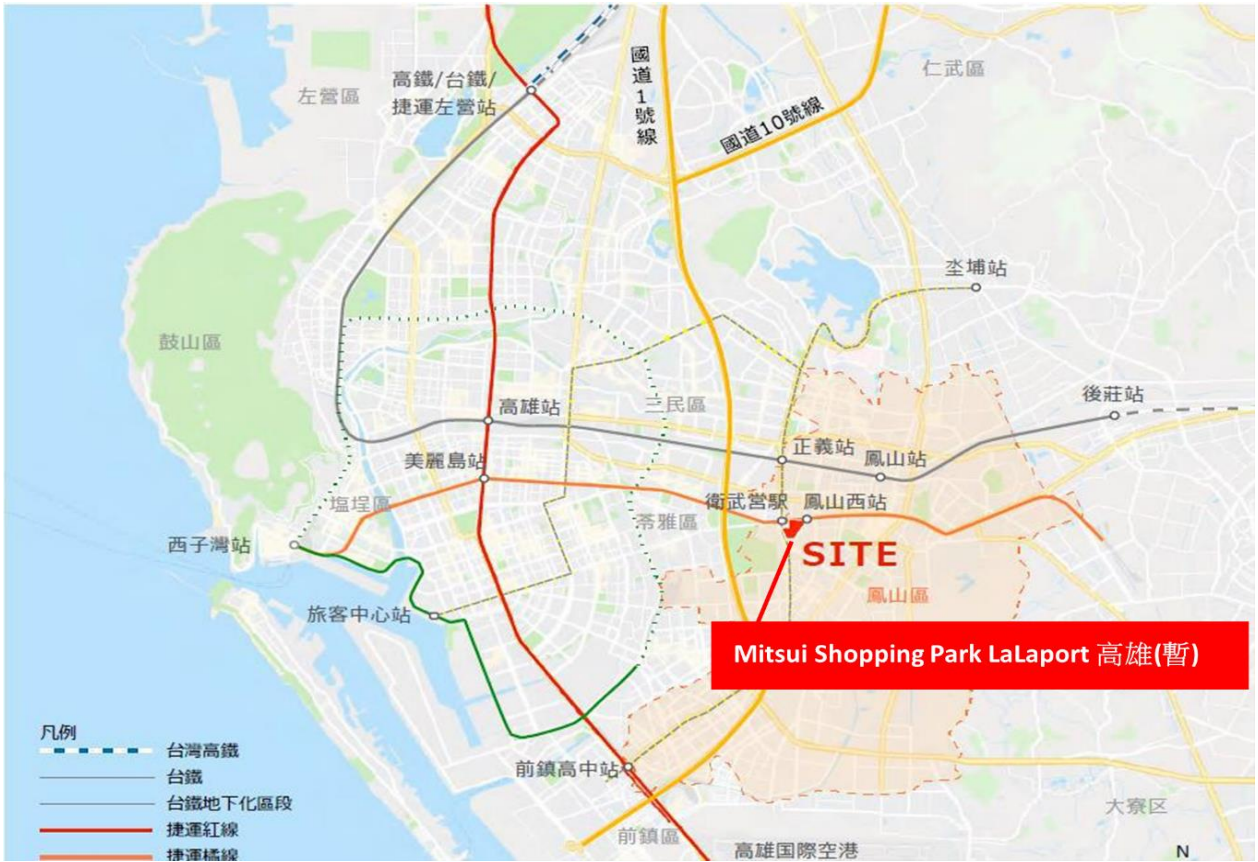 國道1號線
仁武區
高鐵/台鐵/
捷運左營站
左營區
國道10號線
坔埔站
鼓山區
後莊站
高雄站
三民區
正義站
鳳山站
美麗島站
塩埕區
苓雅區
衛武營駅
鳳山西站
西子灣站
SITE
鳳山區
旅客中心站
Mitsui Shopping Park LaLaport 高雄(暫)
凡例
台灣高鐵
台鐵
台鐵地下化區段
捷運紅線
捷運橘線
前鎮高中站
大寮区
前鎮區
高雄国際空港
N